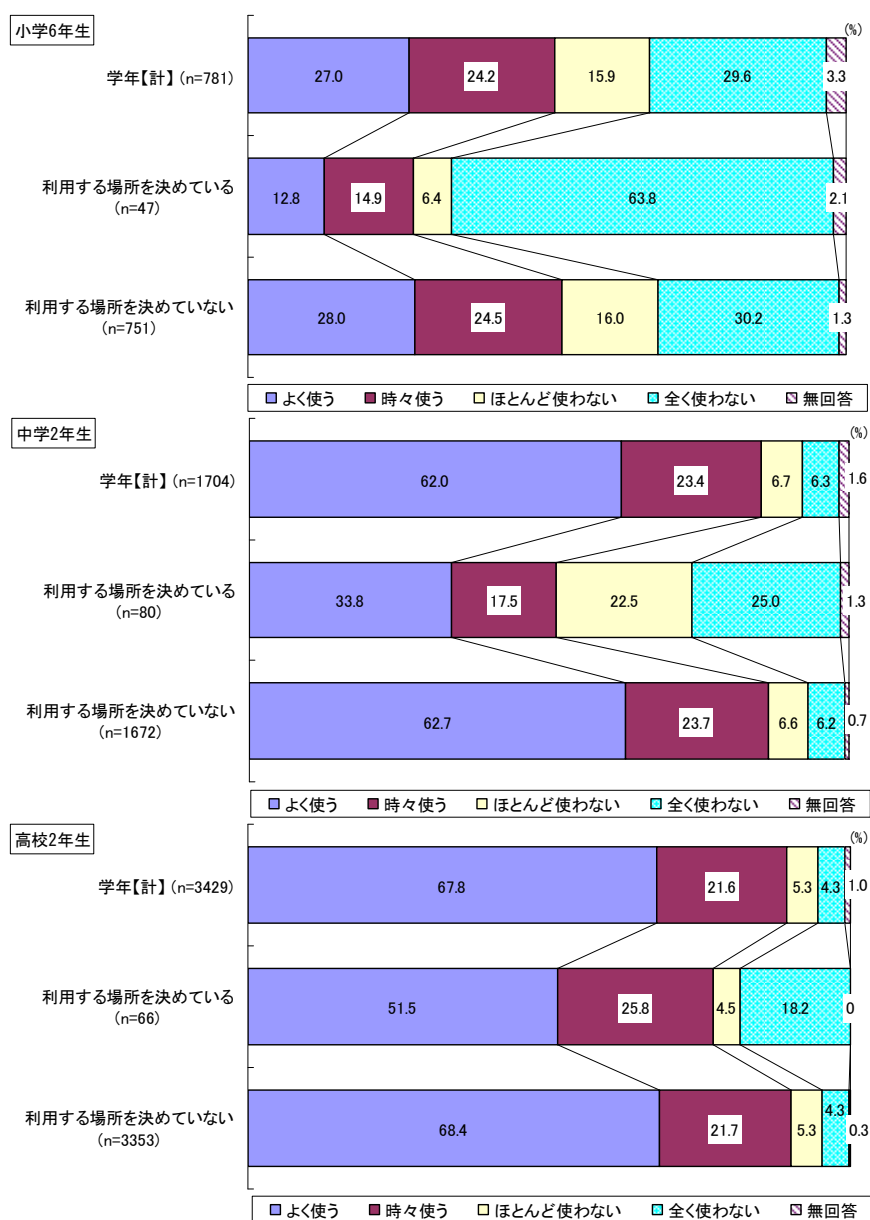 小学6年生
(%)
学年【計】 (n=781)
27.0 24.2 15.9 29.6 3.3
利用する場所を決めている
(n=47)
12.8 14.9 6.4 63.8 2.1
利用する場所を決めていない
(n=751)
28.0 24.5 16.0 30.2 1.3
よく使う 時々使う ほとんど使わない 全く使わない 無回答
中学2年生
(%)
学年【計】 (n=1704)
62.0 23.4 6.7 6.3 1.6
利用する場所を決めている
(n=80)
33.8 17.5 22.5 25.0 1.3
利用する場所を決めていない
(n=1672)
62.7 23.7 6.6 6.2 0.7
よく使う 時々使う ほとんど使わない 全く使わない 無回答
高校2年生
(%)
学年【計】 (n=3429)
67.8 21.6 5.3 4.3 1.0
利用する場所を決めている
(n=66)
51.5 25.8 4.5 18.2 0
利用する場所を決めていない
(n=3353)
68.4 21.7 5.3 4.3 0.3
よく使う 時々使う ほとんど使わない 全く使わない 無回答